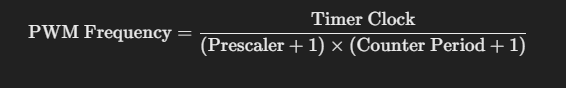 PWM Frequency = Timer Clock / (Prescaler + 1) × (Counter Period + 1)